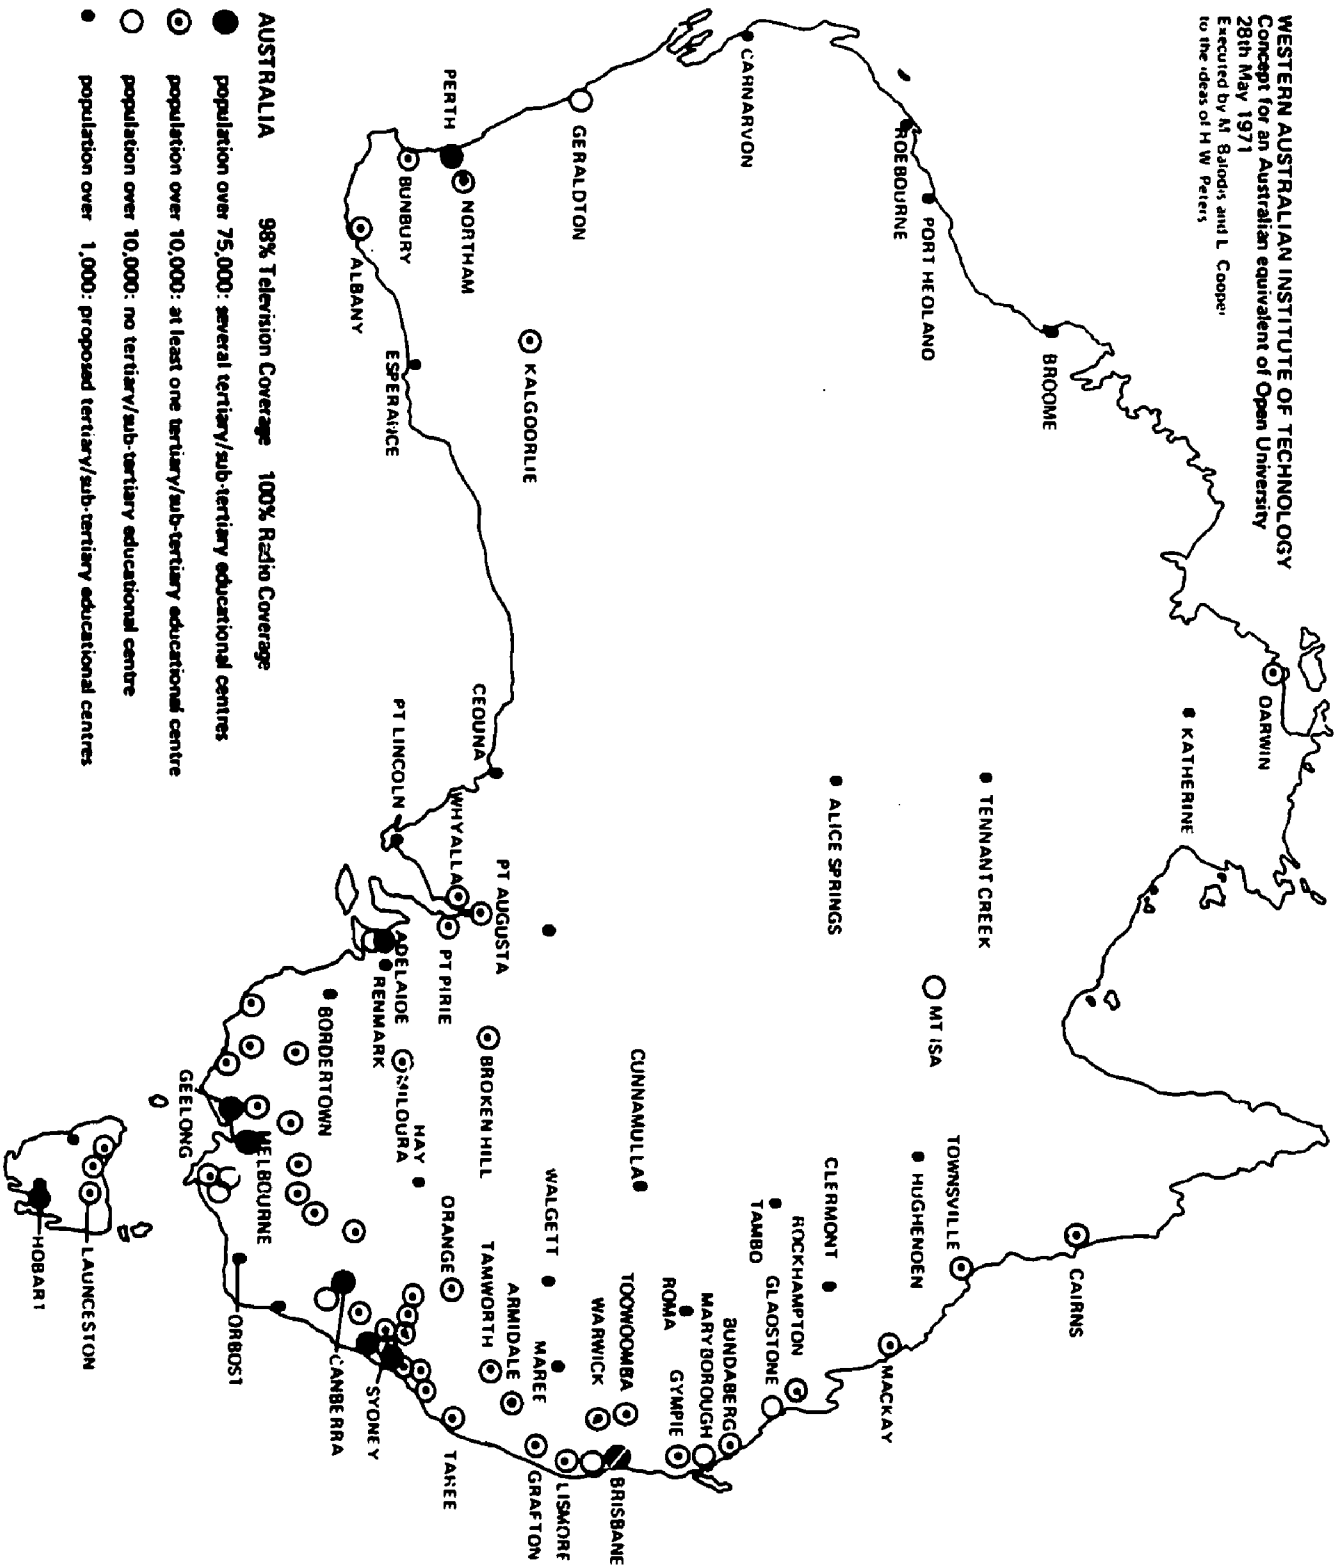 WESTERN AUSTRALIAN INSTITUTE OF TECHNOLOGY
Concept for an Australian equivalent of Open University
28th May 1971
Executed by M Balodis and L Cooper
to the ideas of H W Peters
DARWIN
KATHERINE
BROOME
PORT HEOLAND
ROEBOURNE
CARNARVON
GERALDTON
PERTH
NORTHAM
BUNBURY
ALBANY
KALGOORLIE
ESPERANCE
TENNANT CREEK
ALICE SPRINGS
MT ISA
CAIRNS
TOWNSVILLE
HUGHENDEN
MACKAY
CLERMONT
ROCKHAMPTON
GLADSTONE
TAMBO
BUNDABERG
MARYBOROUGH
ROMA
GYMPIE
CUNNAMULLA
TOOWOOMBA
BRISBANE
WARWICK
LISMORE
GRAFTON
WALGETT
MAREE
ARMIDALE
TAMWORTH
TAREE
CEDUNA
PT LINCOLN
WHYALLA
PT AUGUSTA
PT PIRIE
ADELAIDE
RENMARK
BROKEN HILL
MILDURA
HAY
ORANGE
BORDERTOWN
SYDNEY
CANBERRA
MELBOURNE
GEELONG
ORBOST
LAUNCESTON
HOBART
AUSTRALIA 98% Television Coverage 100% Radio Coverage
population over 75,000: several tertiary/sub-tertiary educational centres
population over 10,000: at least one tertiary/sub-tertiary educational centre
population over 10,000: no tertiary/sub-tertiary educational centre
population over 1,000: proposed tertiary/sub-tertiary educational centres